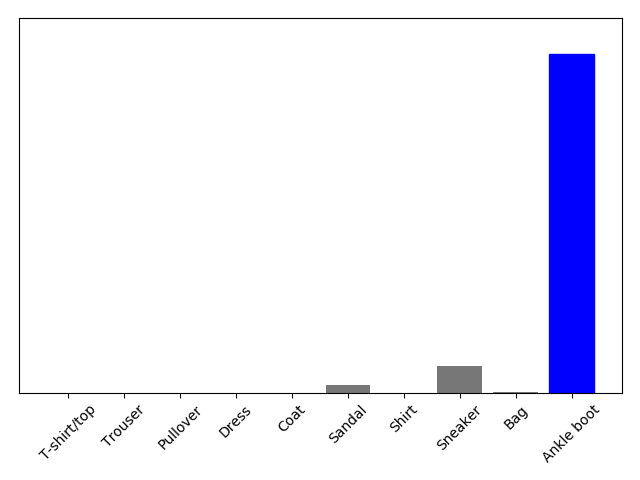 T-shirt/top
Trouser
Pullover
Dress
Coat
Sandal
Shirt
Sneaker
Bag
Ankle boot